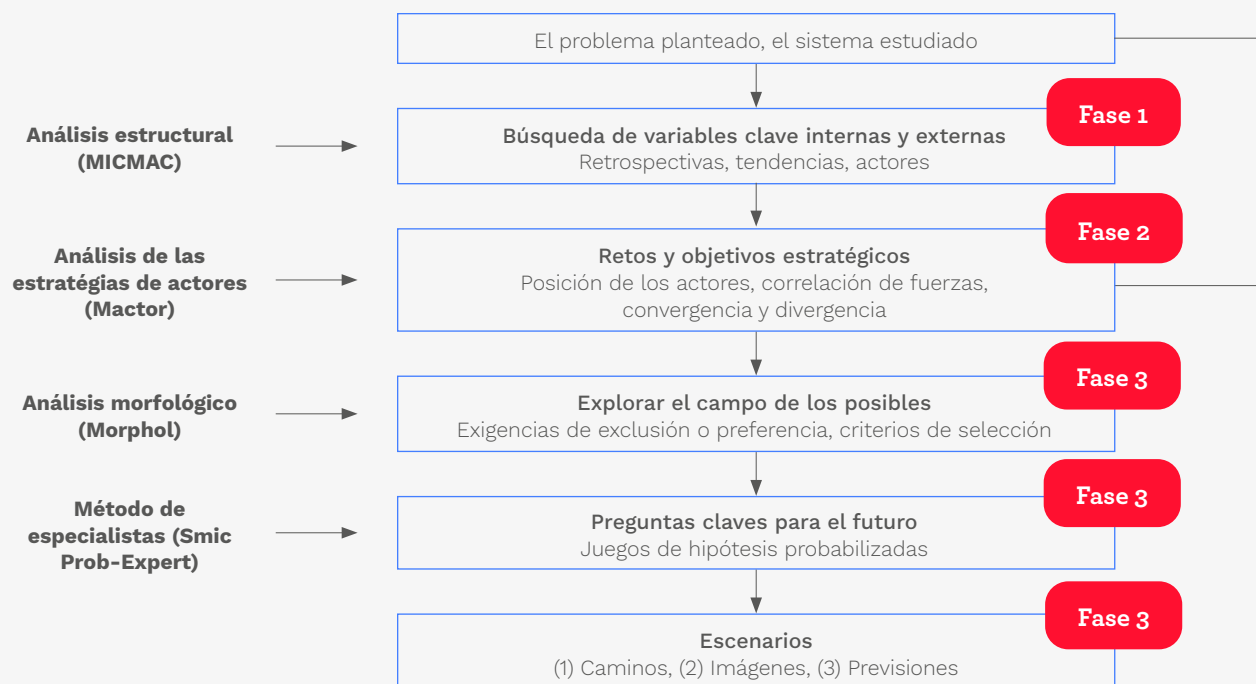 El problema planteado, el sistema estudiado
Fase 1
Análisis estructural
(MICMAC)
Búsqueda de variables clave internas y externas
Retrospectivas, tendencias, actores
Fase 2
Análisis de las
estratégias de actores
(Mactor)
Retos y objetivos estratégicos
Posición de los actores, correlación de fuerzas,
convergencia y divergencia
Fase 3
Análisis morfológico
(Morphol)
Explorar el campo de los posibles
Exigencias de exclusión o preferencia, criterios de selección
Fase 3
Método de
especialistas (Smic
Prob-Expert)
Preguntas claves para el futuro
Juegos de hipótesis probabilizadas
Fase 3
Escenarios
(1) Caminos, (2) Imágenes, (3) Previsiones